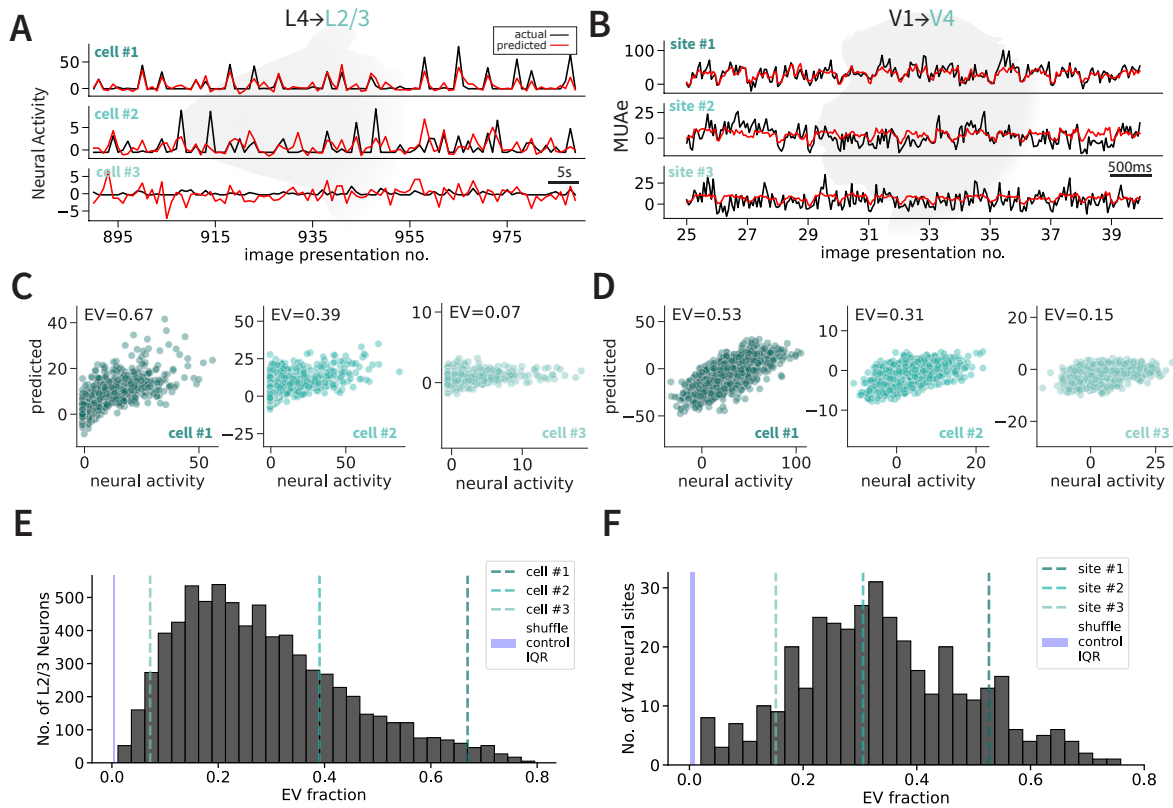 A
L4→L2/3
cell #1
actual
predicted
50
0
cell #2
5
0
cell #3
5s
5
0
−5
Neural Activity
895 915 935 955 975
image presentation no.
B
V1→V4
site #1
100
0
site #2
25
0
site #3
500ms
25
0
MUAe
25 27 29 31 33 35 37 39
image presentation no.
C
EV=0.67
40
20
0
predicted
cell #1
0 50
neural activity
EV=0.39
50
25
0
−25
cell #2
0 50
neural activity
EV=0.07
10
0
cell #3
0 10
neural activity
D
EV=0.53
50
0
−50
predicted
cell #1
0 100
neural activity
EV=0.31
10
0
−10
cell #2
0 20
neural activity
EV=0.15
20
0
−20
cell #3
0 25
neural activity
E
500
400
300
200
100
0
No. of L2/3 Neurons
cell #1
cell #2
cell #3
shuffle
control
IQR
0.0 0.2 0.4 0.6 0.8
EV fraction
F
30
20
10
0
No. of V4 neural sites
site #1
site #2
site #3
shuffle
control
IQR
0.0 0.2 0.4 0.6
EV fraction